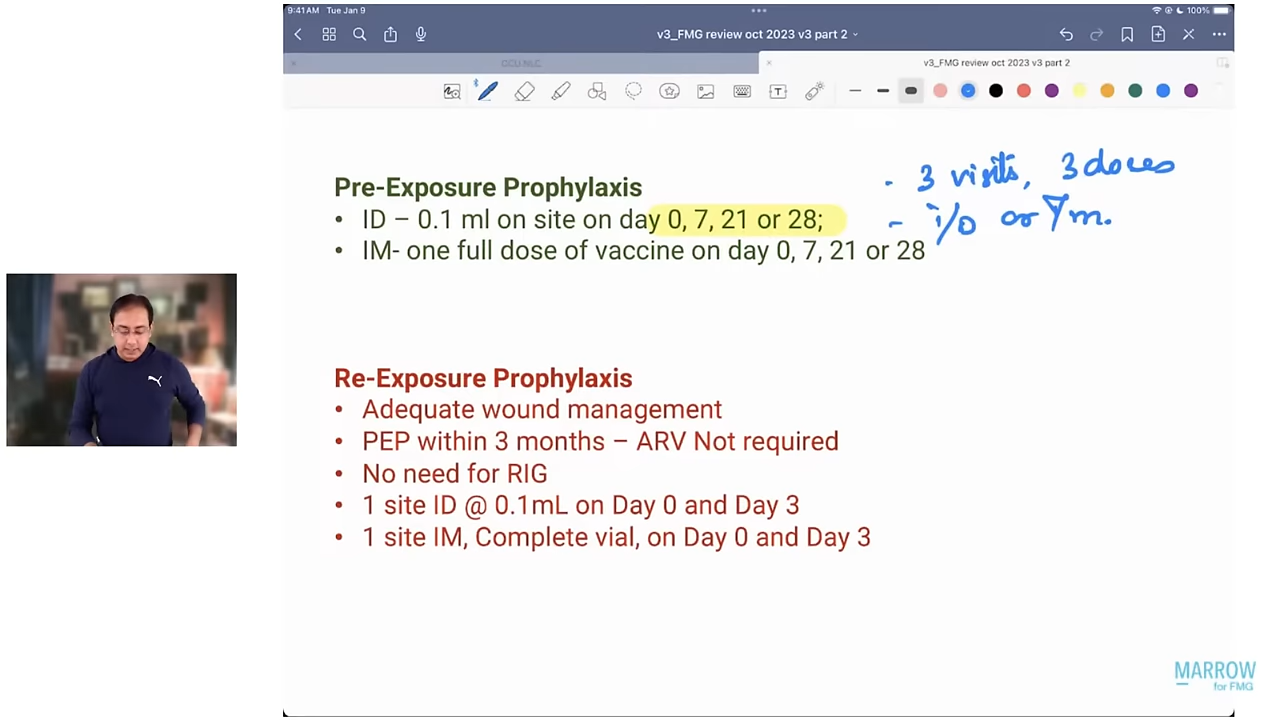 9:41AM Tue Jan 9
100%
v3_FMG review oct 2023 v3 part 2
CCU-NLC
v3_FMG review oct 2023 v3 part 2
Pre-Exposure Prophylaxis
• ID – 0.1 ml on site on day 0, 7, 21 or 28;
• IM- one full dose of vaccine on day 0, 7, 21 or 28
- 3 visits, 3 doses
- i/D or I/m.
Re-Exposure Prophylaxis
• Adequate wound management
• PEP within 3 months – ARV Not required
• No need for RIG
• 1 site ID @ 0.1mL on Day 0 and Day 3
• 1 site IM, Complete vial, on Day 0 and Day 3
MARROW
for FMG